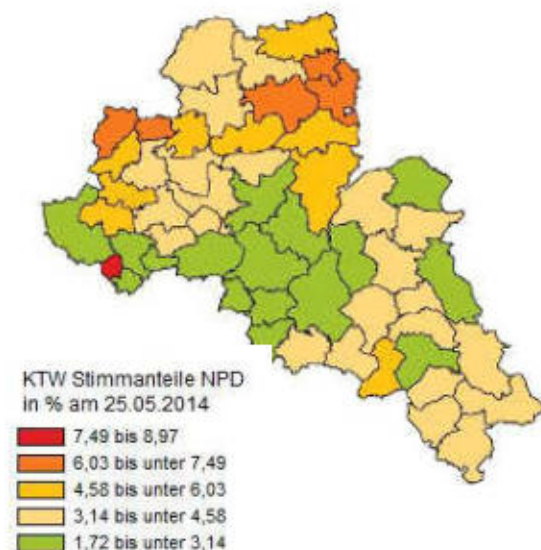 KTW Stimmanteile NPD
in % am 25.05.2014
7,49 bis 8,97
6,03 bis unter 7,49
4,58 bis unter 6,03
3,14 bis unter 4,58
1,72 bis unter 3,14